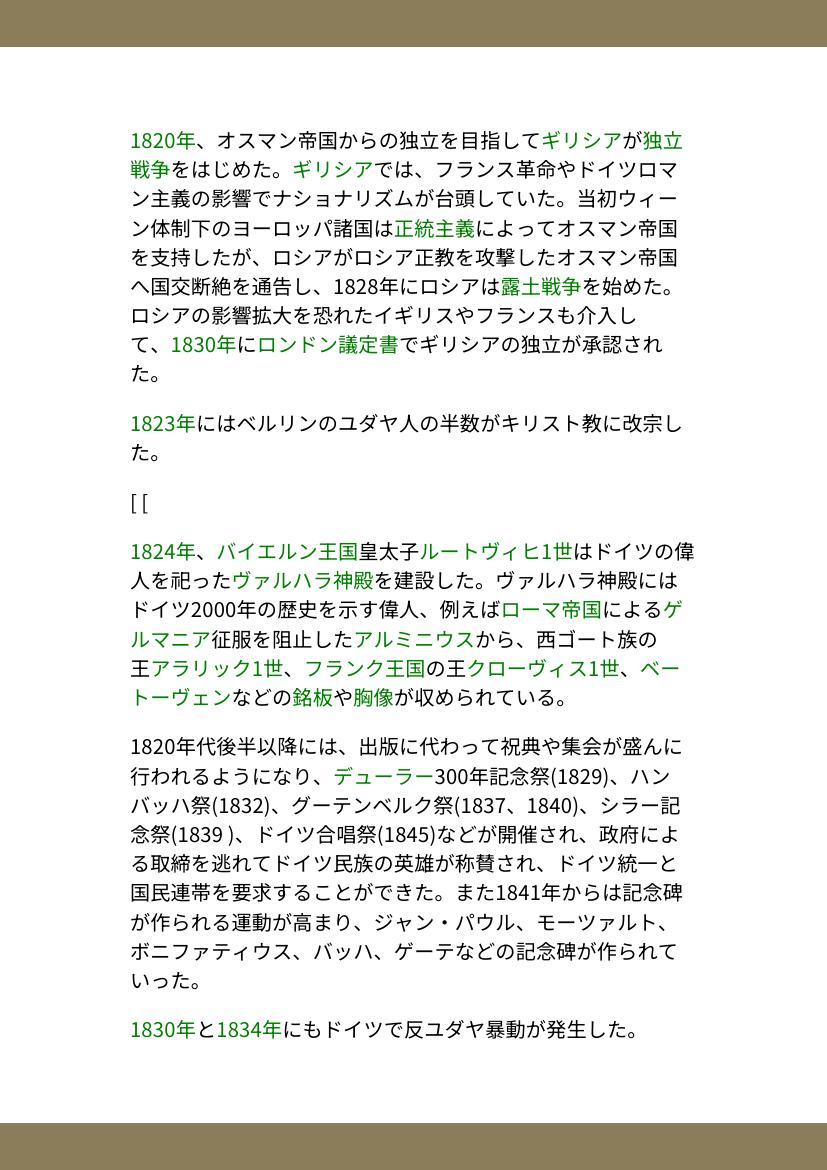 1820年、オスマン帝国からの独立を目指してギリシアが独立
戦争をはじめた。ギリシアでは、フランス革命やドイツロマ
ン主義の影響でナショナリズムが台頭していた。当初ウィー
ン体制下のヨーロッパ諸国は正統主義によってオスマン帝国
を支持したが、ロシアがロシア正教を攻撃したオスマン帝国
へ国交断絶を通告し、1828年にロシアは露土戦争を始めた。
ロシアの影響拡大を恐れたイギリスやフランスも介入し
て、1830年にロンドン議定書でギリシアの独立が承認され
た。
1823年にはベルリンのユダヤ人の半数がキリスト教に改宗し
た。
[ [
1824年、バイエルン王国皇太子ルートヴィヒ1世はドイツの偉
人を祀ったヴァルハラ神殿を建設した。ヴァルハラ神殿には
ドイツ2000年の歴史を示す偉人、例えばローマ帝国によるゲ
ルマニア征服を阻止したアルミニウスから、西ゴート族の
王アラリック1世、フランク王国の王クローヴィス1世、ベー
トーヴェンなどの銘板や胸像が収められている。
1820年代後半以降には、出版に代わって祝典や集会が盛んに
行われるようになり、デューラー300年記念祭(1829)、ハン
バッハ祭(1832)、グーテンベルク祭(1837、1840)、シラー記
念祭(1839 )、ドイツ合唱祭(1845)などが開催され、政府によ
る取締を逃れてドイツ民族の英雄が称賛され、ドイツ統一と
国民連帯を要求することができた。また1841年からは記念碑
が作られる運動が高まり、ジャン・パウル、モーツァルト、
ボニファティウス、バッハ、ゲーテなどの記念碑が作られて
いった。
1830年と1834年にもドイツで反ユダヤ暴動が発生した。